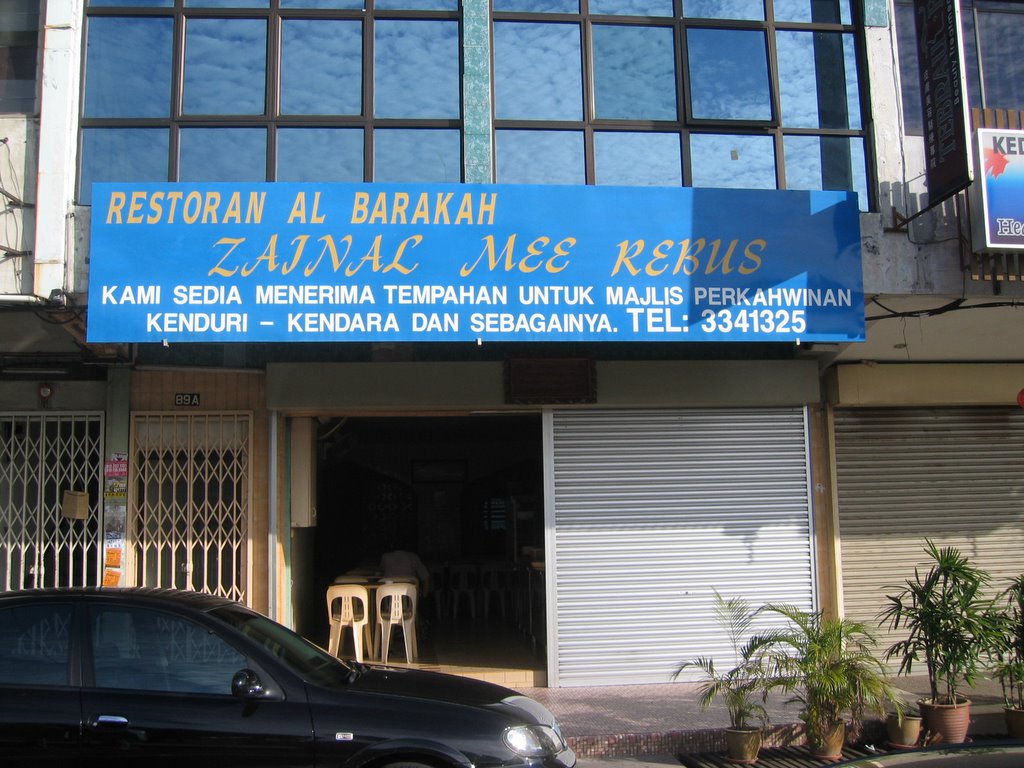 RESTORAN AL BARAKAH
ZAINAL MEE REBUS
KAMI SEDIA MENERIMA TEMPAHAN UNTUK MAJLIS PERKAHWINAN
KENDURI – KENDARA DAN SEBAGAINYA. TEL: 3341325
89A
KED